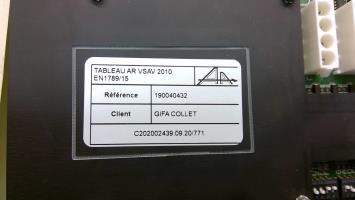 TABLEAU AR VSAV 2010
EN1789/15
Référence 190040432
Client GIFA COLLET
C202002439.09.20/771